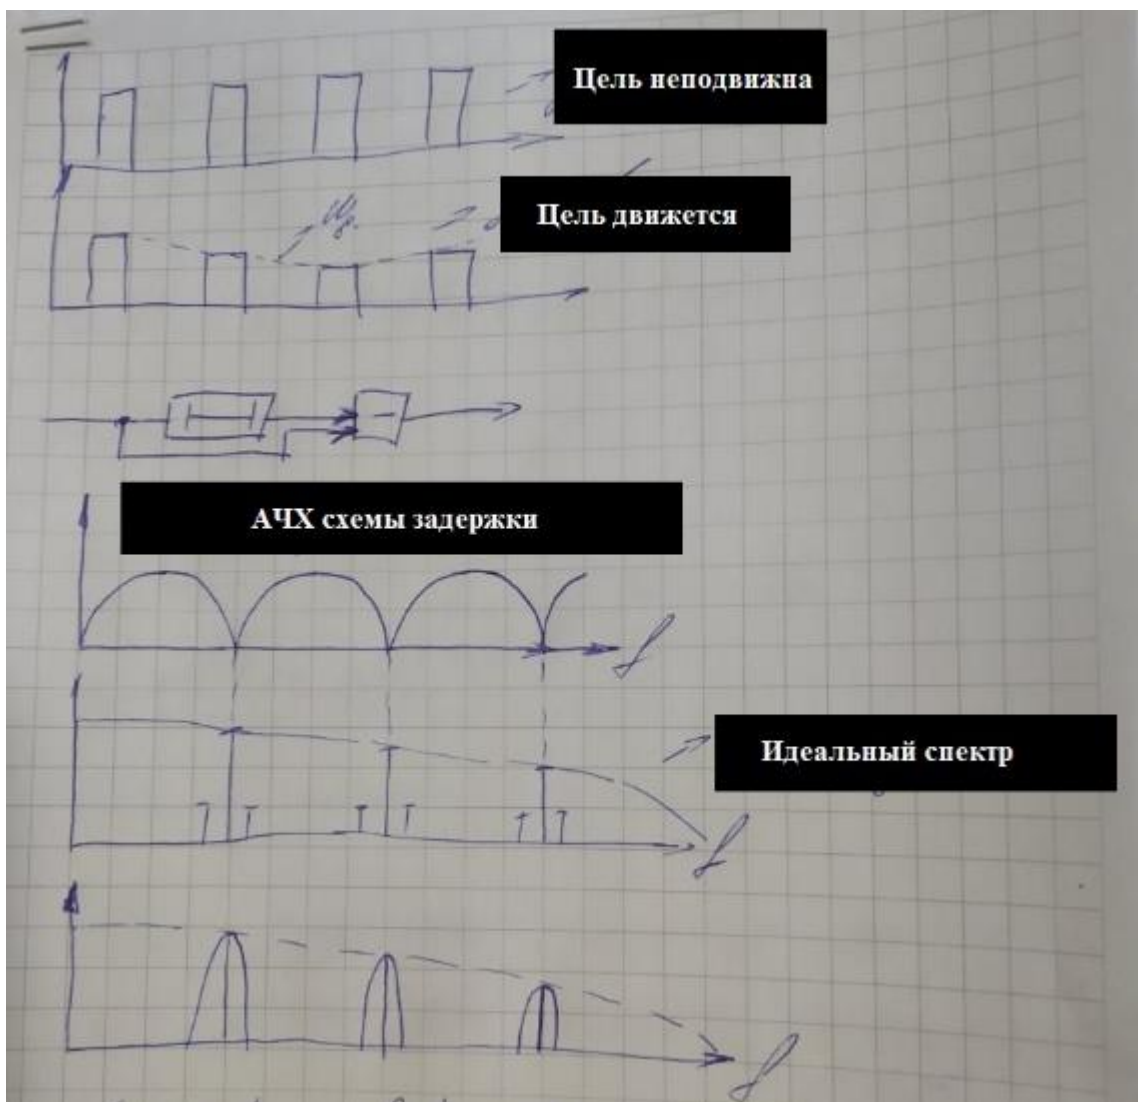 Цель неподвижна
Цель движется
АЧХ схемы задержки
f
Идеальный спектр
f
f